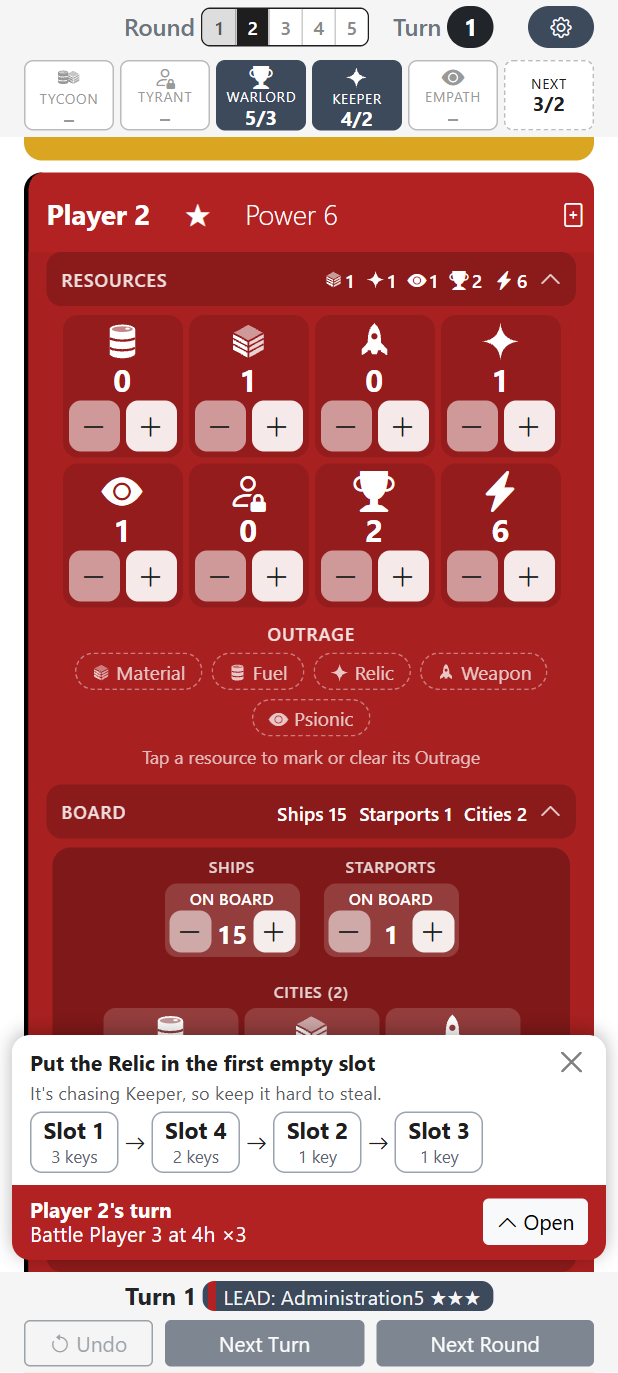 Round 1 2 3 4 5 Turn 1
TYCOON TYRANT WARLORD KEEPER EMPATH NEXT
– – 5/3 4/2 – 3/2
Player 2 ★ Power 6
RESOURCES 1 1 1 2 6
0 1 0 1
− + − + − + − +
1 0 2 6
− + − + − + − +
OUTRAGE
Material Fuel Relic Weapon
Psionic
Tap a resource to mark or clear its Outrage
BOARD Ships 15 Starports 1 Cities 2
SHIPS STARPORTS
ON BOARD ON BOARD
− 15 + − 1 +
CITIES (2)
Put the Relic in the first empty slot
It's chasing Keeper, so keep it hard to steal.
Slot 1 → Slot 4 → Slot 2 → Slot 3
3 keys 2 keys 1 key 1 key
Player 2's turn
Battle Player 3 at 4h ×3
Open
Turn 1 LEAD: Administration5 ★★★
Undo Next Turn Next Round